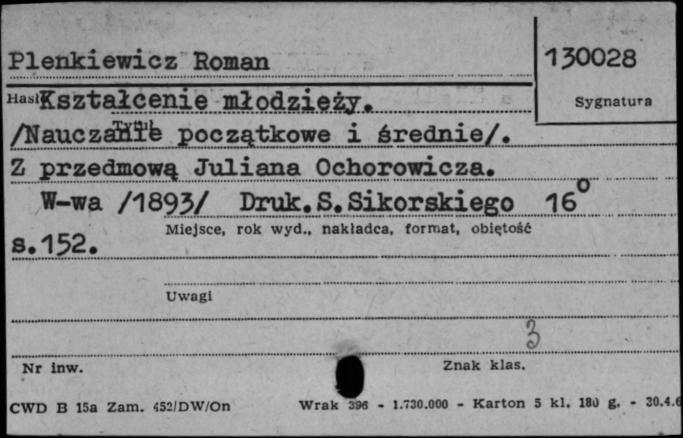 Plenkiewicz Roman
130028
Hasło Kształcenie młodzieży.
Sygnatura
Tytuł
/Nauczanie początkowe i średnie/.
Z przedmową Juliana Ochorowicza.
W-wa /1893/ Druk.S.Sikorskiego 16°
Miejsce, rok wyd., nakładca, format, objętość
s.152.
Uwagi
3
Nr inw.
Znak klas.
CWD B 15a Zam. 452/DW/On Wrak 396 - 1.730.000 - Karton 5 kl. 180 g. - 30.4.6